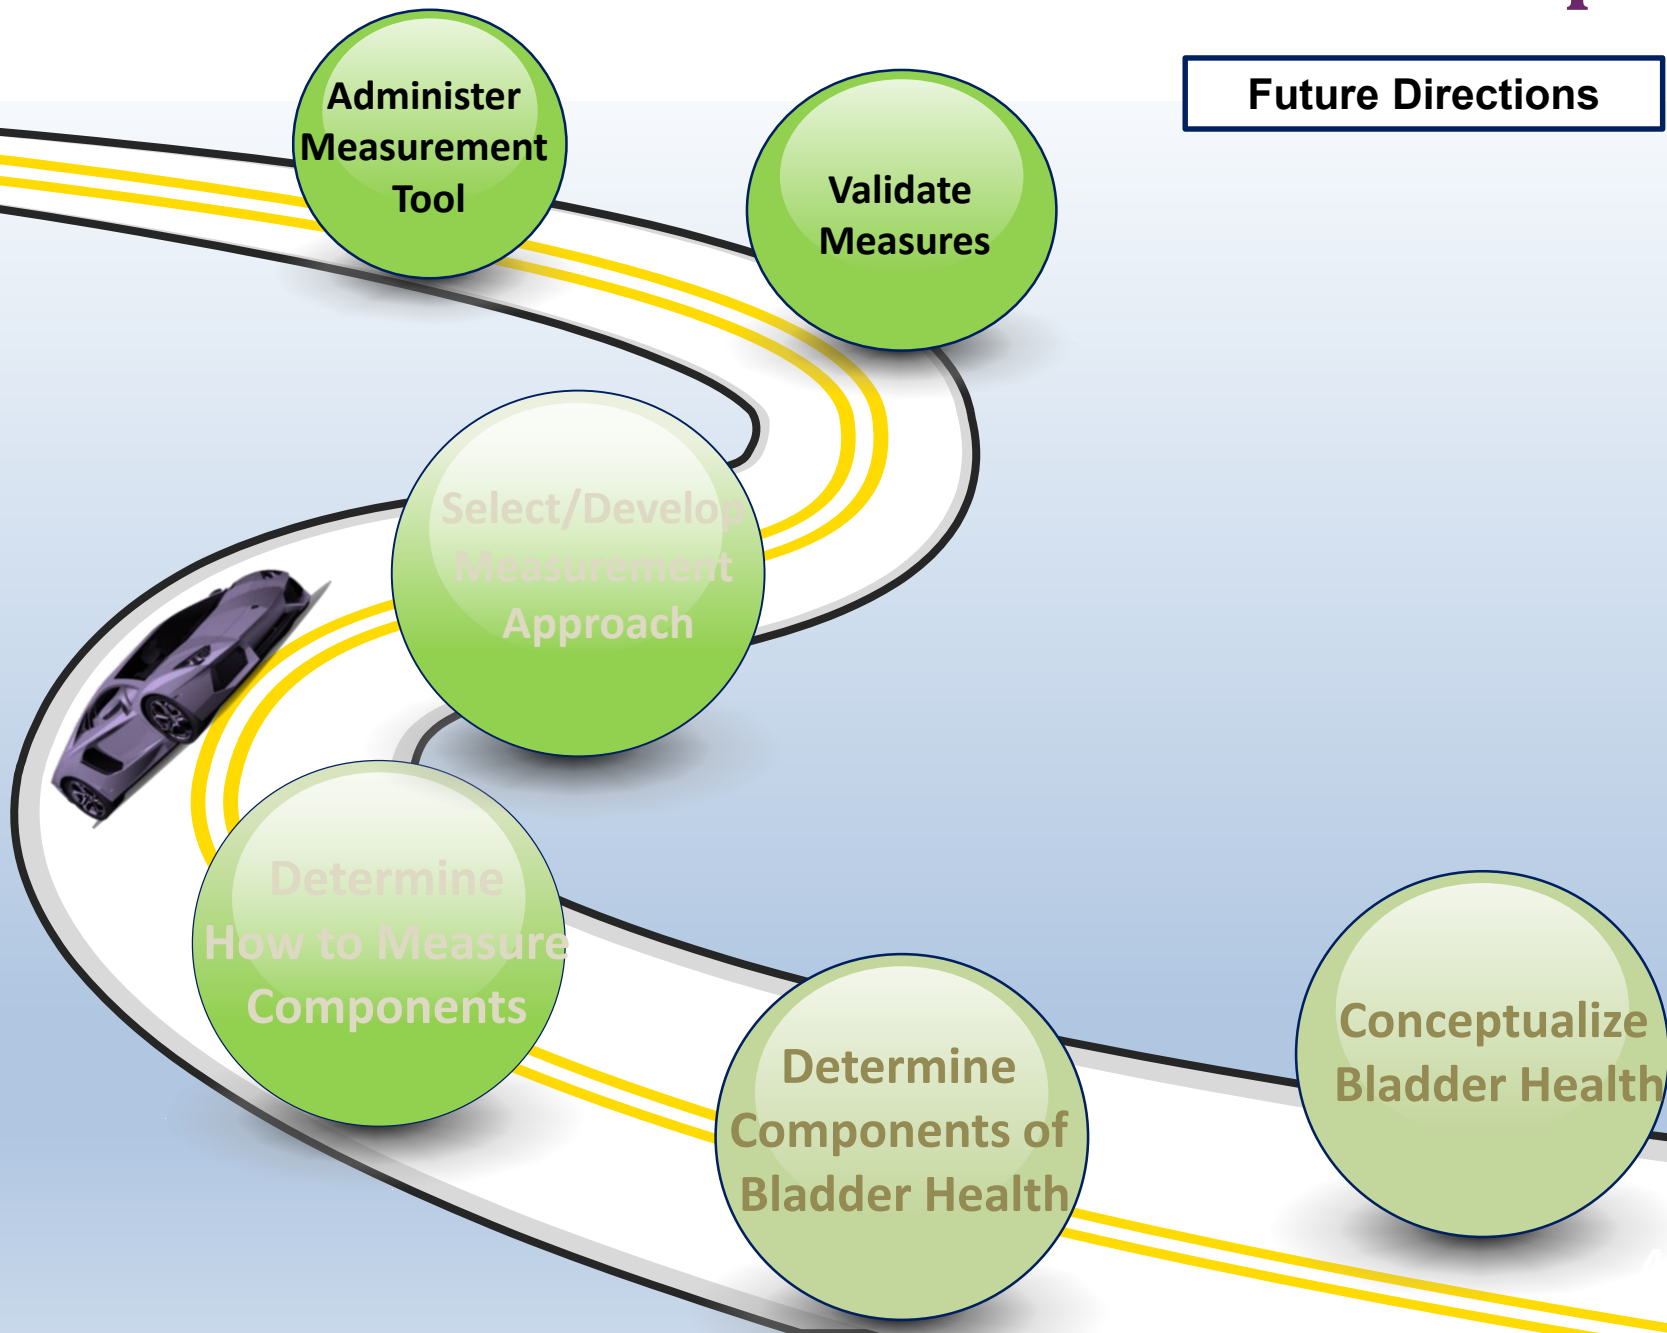 Future Directions
Administer
Measurement
Tool
Validate
Measures
Select/Develop
Measurement
Approach
Determine
How to Measure
Components
Determine
Components of
Bladder Health
Conceptualize
Bladder Health